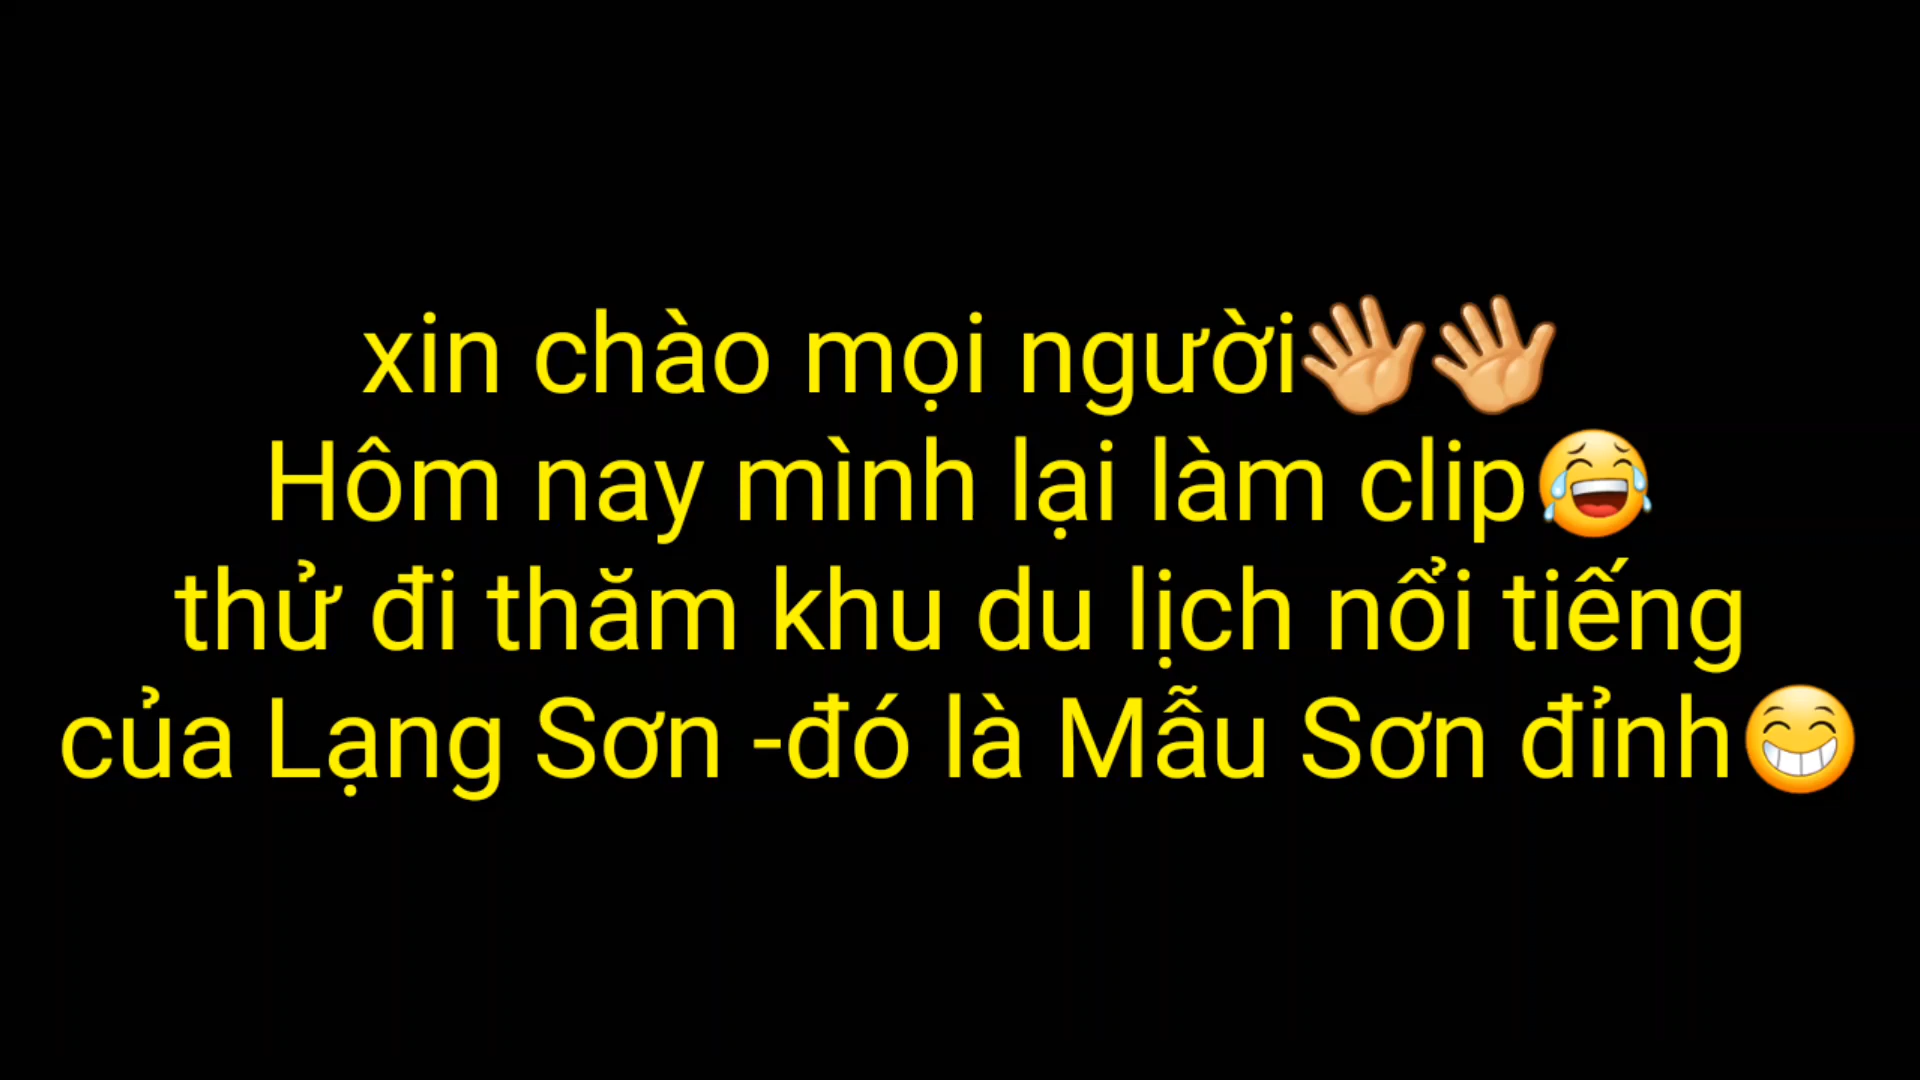 xin chào mọi người👋👋
Hôm nay mình lại làm clip😂
thử đi thăm khu du lịch nổi tiếng
của Lạng Sơn -đó là Mẫu Sơn đỉnh😁